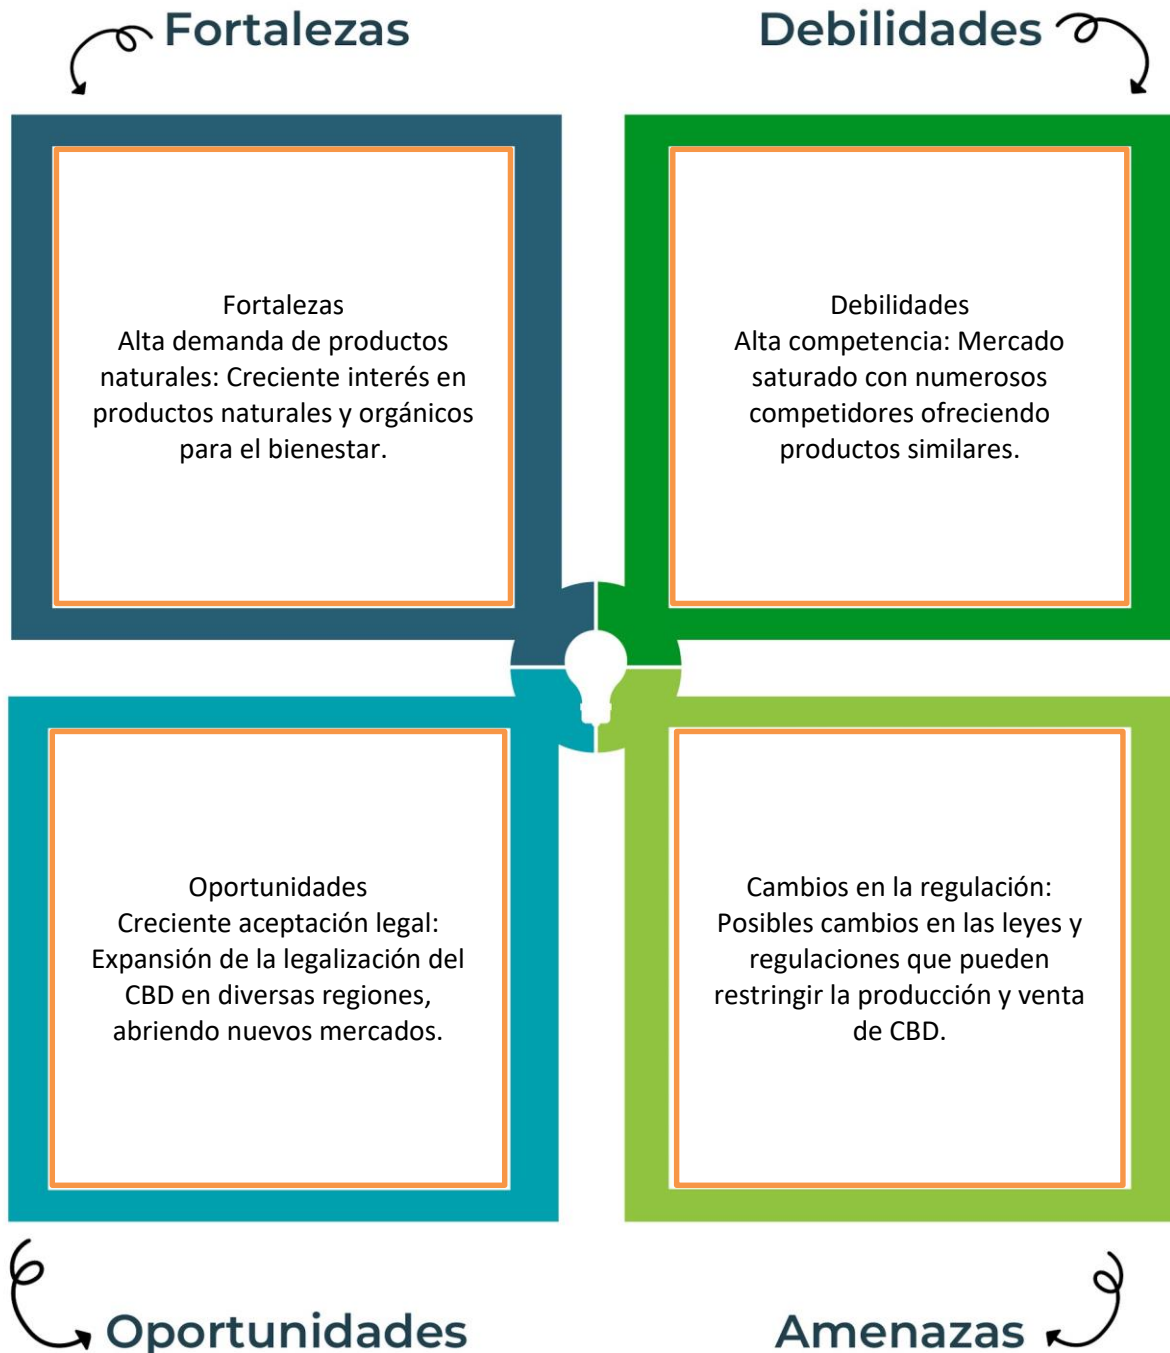 Fortalezas
Debilidades
Fortalezas
Alta demanda de productos
naturales: Creciente interés en
productos naturales y orgánicos
para el bienestar.
Debilidades
Alta competencia: Mercado
saturado con numerosos
competidores ofreciendo
productos similares.
Oportunidades
Creciente aceptación legal:
Expansión de la legalización del
CBD en diversas regiones,
abriendo nuevos mercados.
Cambios en la regulación:
Posibles cambios en las leyes y
regulaciones que pueden
restringir la producción y venta
de CBD.
Oportunidades
Amenazas